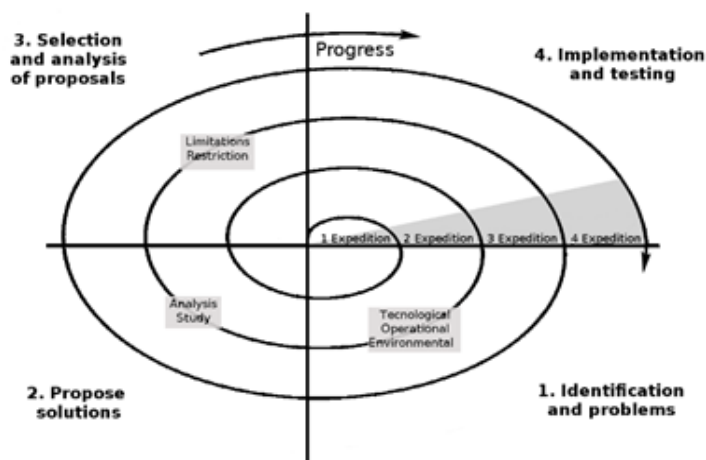 3. Selection
and analysis
of proposals
Progress
4. Implementation
and testing
Limitations
Restriction
1 Expedition
2 Expedition
3 Expedition
4 Expedition
Analysis
Study
Tecnological
Operational
Environmental
2. Propose
solutions
1. Identification
and problems